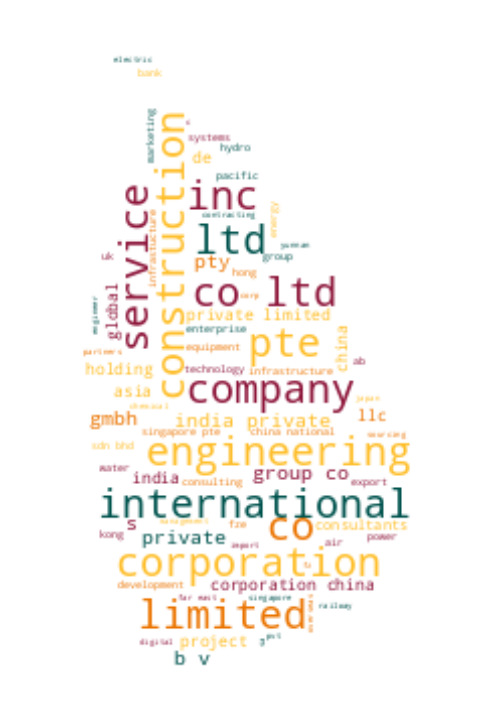 electric
bank
marketing
construction
systems
hydro
de
pacific
service
inc
contracting
infrastructure
energy
ltd
yunnan
uk
pty
group
hong
global
co ltd
corp
engineer
private limited
enterprise
pte
china
partners
equipment
ab
holding
technology
infrastructure
asia
company
japan
chemical
gmbh
india private
llc
singapore pte
china national
sourcing
sdn bhd
engineering
water
india
consulting
group co
export
international
s
management
fze
co
consultants
kong
private
import
air
power
corporation
development
corporation china
far east
singapore
limited
railway
overseas
digital
project
b v